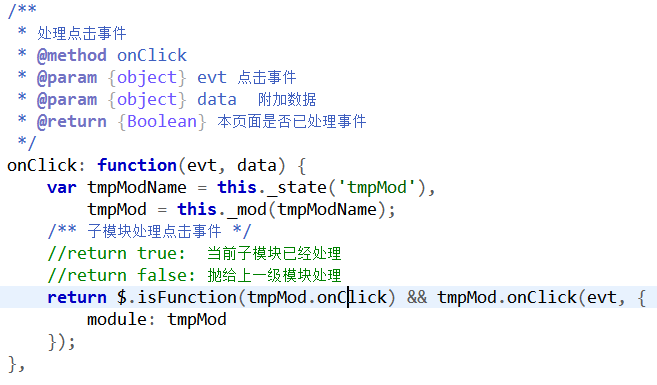 /**
 * 处理点击事件
 * @method onClick
 * @param {object} evt 点击事件
 * @param {object} data  附加数据
 * @return {Boolean} 本页面是否已处理事件
 */
onClick: function(evt, data) {
    var tmpModName = this._state('tmpMod'),
        tmpMod = this._mod(tmpModName);
    /** 子模块处理点击事件 */
    //return true:  当前子模块已经处理
    //return false: 抛给上一级模块处理
    return $.isFunction(tmpMod.onClick) && tmpMod.onClick(evt, {
        module: tmpMod
    });
},